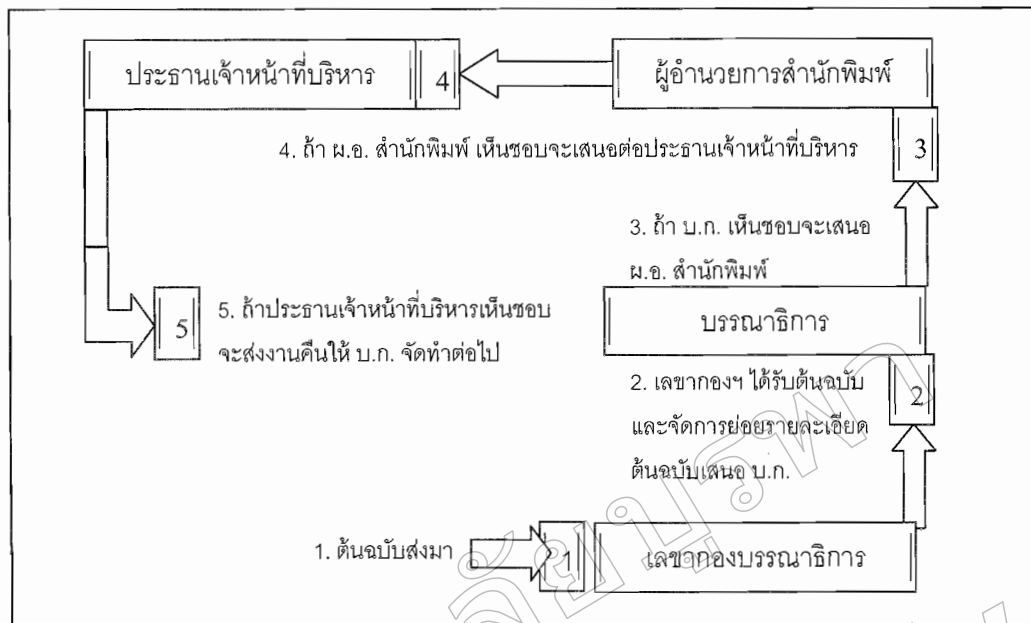 ประธานเจ้าหน้าที่บริหาร 4 ผู้อำนวยการสำนักพิมพ์
4. ถ้า ผ.อ. สำนักพิมพ์ เห็นชอบจะเสนอต่อประธานเจ้าหน้าที่บริหาร 3
3. ถ้า บ.ก. เห็นชอบจะเสนอ
ผ.อ. สำนักพิมพ์
5 5. ถ้าประธานเจ้าหน้าที่บริหารเห็นชอบ
จะส่งงานคืนให้ บ.ก. จัดทำต่อไป
บรรณาธิการ
2. เลขากองฯ ได้รับต้นฉบับ 2
และจัดการย่อยรายละเอียด
ต้นฉบับเสนอ บ.ก.
1. ต้นฉบับส่งมา 1 เลขากองบรรณาธิการ